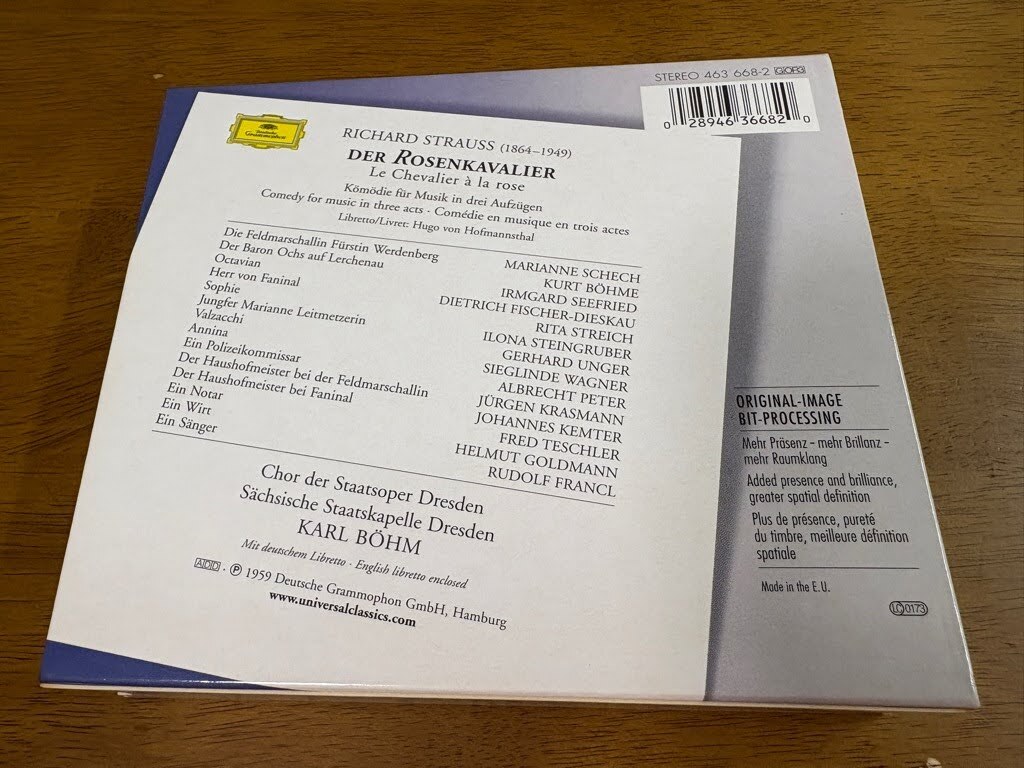 STEREO 463 668-2 GOF3
0 28946 36682 0
Deutsche
Grammophon
RICHARD STRAUSS (1864–1949)
DER ROSENKAVALIER
Le Chevalier à la rose
Komödie für Musik in drei Aufzügen
Comedy for music in three acts · Comédie en musique en trois actes
Libretto/Livret: Hugo von Hofmannsthal
Die Feldmarschallin Fürstin Werdenberg MARIANNE SCHECH
Der Baron Ochs auf Lerchenau KURT BÖHME
Octavian IRMGARD SEEFRIED
Herr von Faninal DIETRICH FISCHER-DIESKAU
Sophie RITA STREICH
Jungfer Marianne Leitmetzerin ILONA STEINGRUBER
Valzacchi GERHARD UNGER
Annina SIEGLINDE WAGNER
Ein Polizeikommissar ALBRECHT PETER
Der Haushofmeister bei der Feldmarschallin JÜRGEN KRASMANN
Der Haushofmeister bei Faninal JOHANNES KEMTER
Ein Notar FRED TESCHLER
Ein Wirt HELMUT GOLDMANN
Ein Sänger RUDOLF FRANCL
Chor der Staatsoper Dresden
Sächsische Staatskapelle Dresden
KARL BÖHM
Mit deutschem Libretto · English libretto enclosed
ADD · Ⓟ 1959 Deutsche Grammophon GmbH, Hamburg
www.universalclassics.com
ORIGINAL-IMAGE
BIT-PROCESSING
Mehr Präsenz – mehr Brillanz –
mehr Raumklang
Added presence and brilliance,
greater spatial definition
Plus de présence, pureté
du timbre, meilleure définition
spatiale
Made in the E.U.
LC 0173